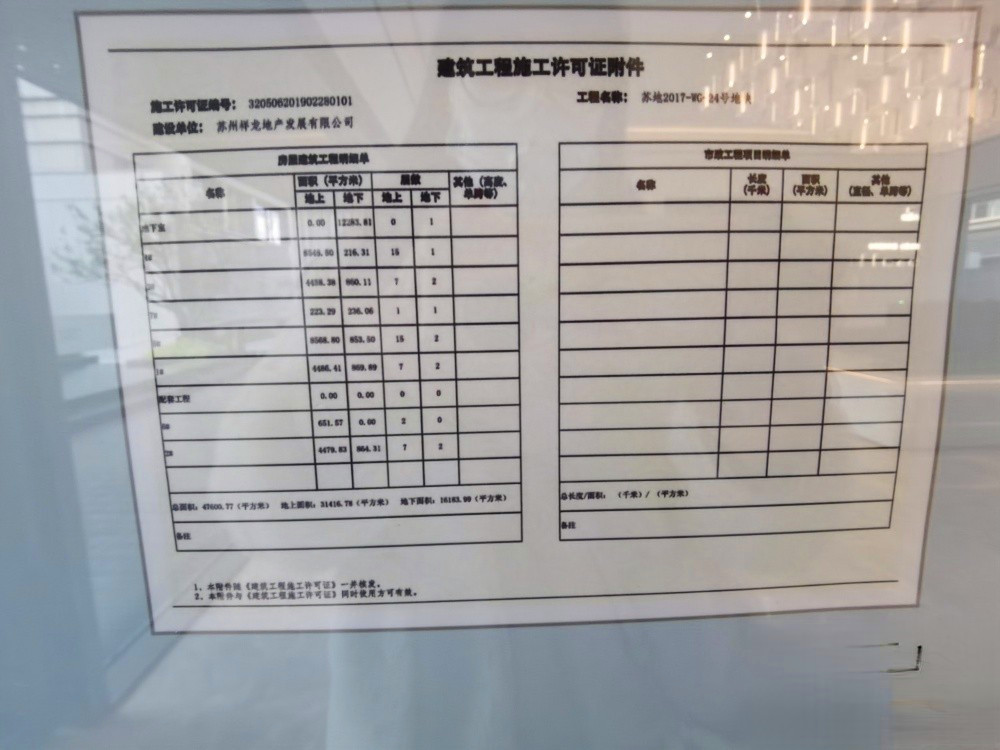 建筑工程施工许可证附件
施工许可证编号: 320506201902280101
工程名称: 苏地2017-WG-24号地块
建设单位: 苏州祥龙地产发展有限公司
房屋建筑工程明细单
名称 面积(平方米) 层数 其他(高度、单跨等)
地上 地下 地上 地下
地下室 0.00 12283.81 0 1
216.31 15 1
4458.38 860.11 7 2
223.29 236.06 1 1
8568.80 853.50 15 2
1# 4486.41 869.89 7 2
配套工程 0.00 0.00 0 0
651.57 0.00 2 0
2# 4479.83 864.31 7 2
总面积: 47600.77(平方米) 地上面积: 31416.78(平方米) 地下面积: 16183.99(平方米)
备注
市政工程项目明细单
名称 长度(千米) 面积(平方米) 其他(直径、单跨等)
总长度/面积: (千米)/ (平方米)
备注
1、本附件随《建筑工程施工许可证》一并核发。
2、本附件与《建筑工程施工许可证》同时使用方可有效。